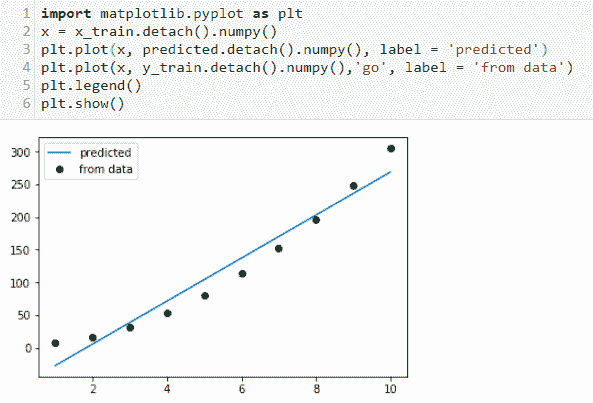 1 import matplotlib.pyplot as plt
2 x = x_train.detach().numpy()
3 plt.plot(x, predicted.detach().numpy(), label = 'predicted')
4 plt.plot(x, y_train.detach().numpy(),'go', label = 'from data')
5 plt.legend()
6 plt.show()
300
predicted
from data
250
200
150
100
50
0
2 4 6 8 10